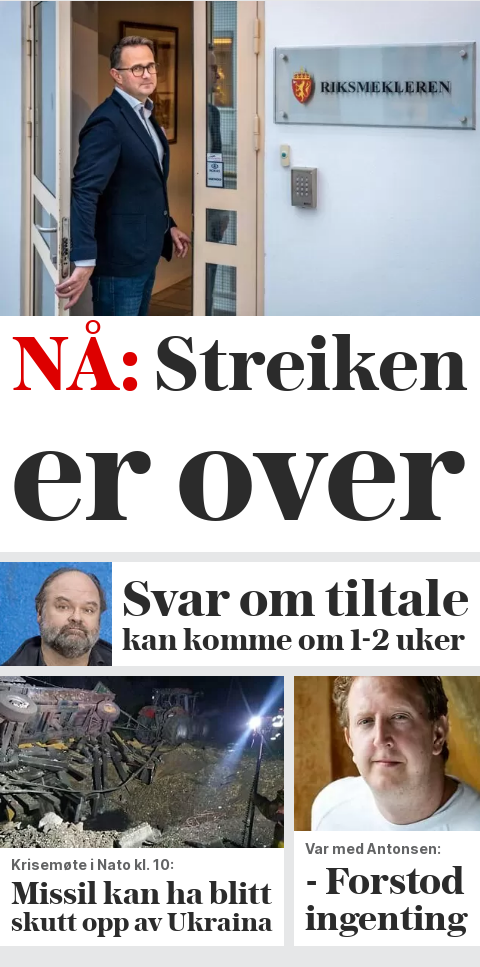 RIKSMEKLEREN
NÅ: Streiken
er over
Svar om tiltale
kan komme om 1-2 uker
Krisemøte i Nato kl. 10:
Missil kan ha blitt
skutt opp av Ukraina
Var med Antonsen:
- Forstod
ingenting